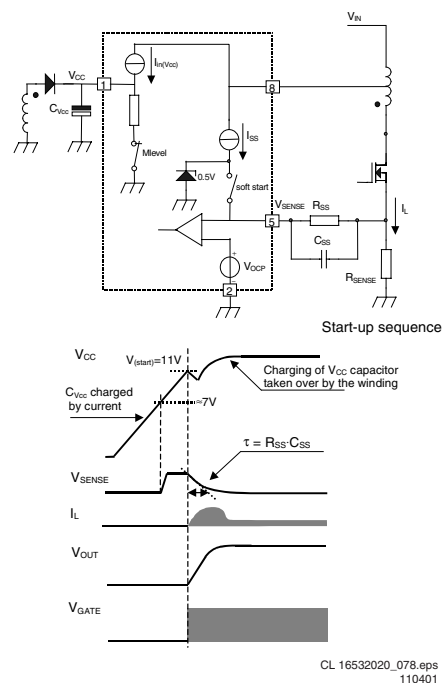 VIN
VCC
1
Iin(Vcc)
8
CVcc
Mlevel
ISS
0.5V
soft start
VSENSE
RSS
IL
5
CSS
VOCP
+
−
RSENSE
2
Start-up sequence
VCC
V(start)=11V
Charging of VCC capacitor
taken over by the winding
CVcc charged
by current
≈7V
τ = RSS·CSS
VSENSE
IL
VOUT
VGATE
CL 16532020_078.eps
110401